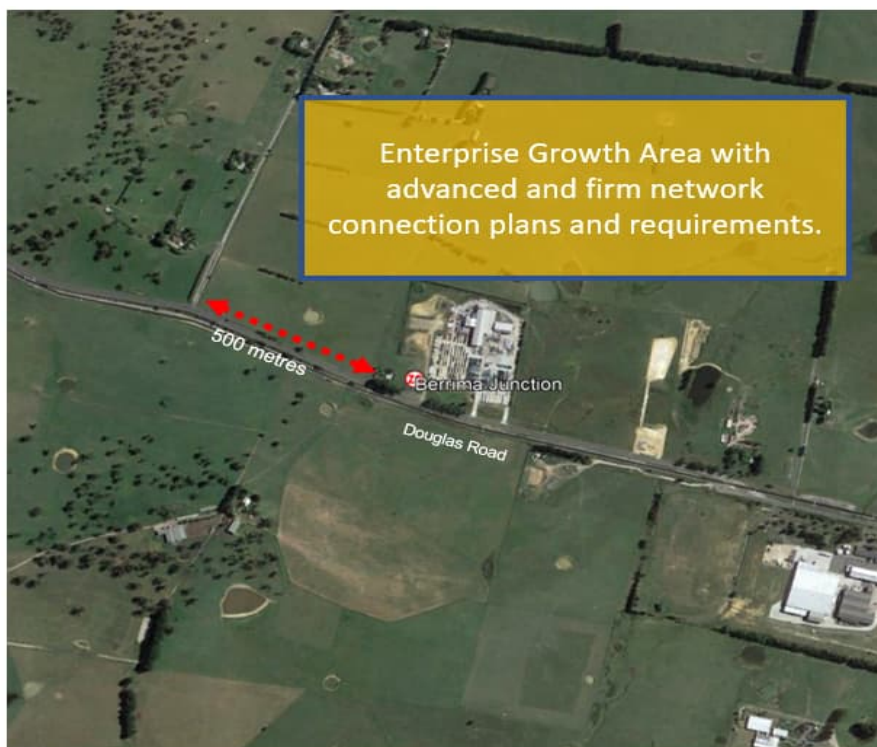 Enterprise Growth Area with
advanced and firm network
connection plans and requirements.
500 metres
Berrima Junction
Douglas Road